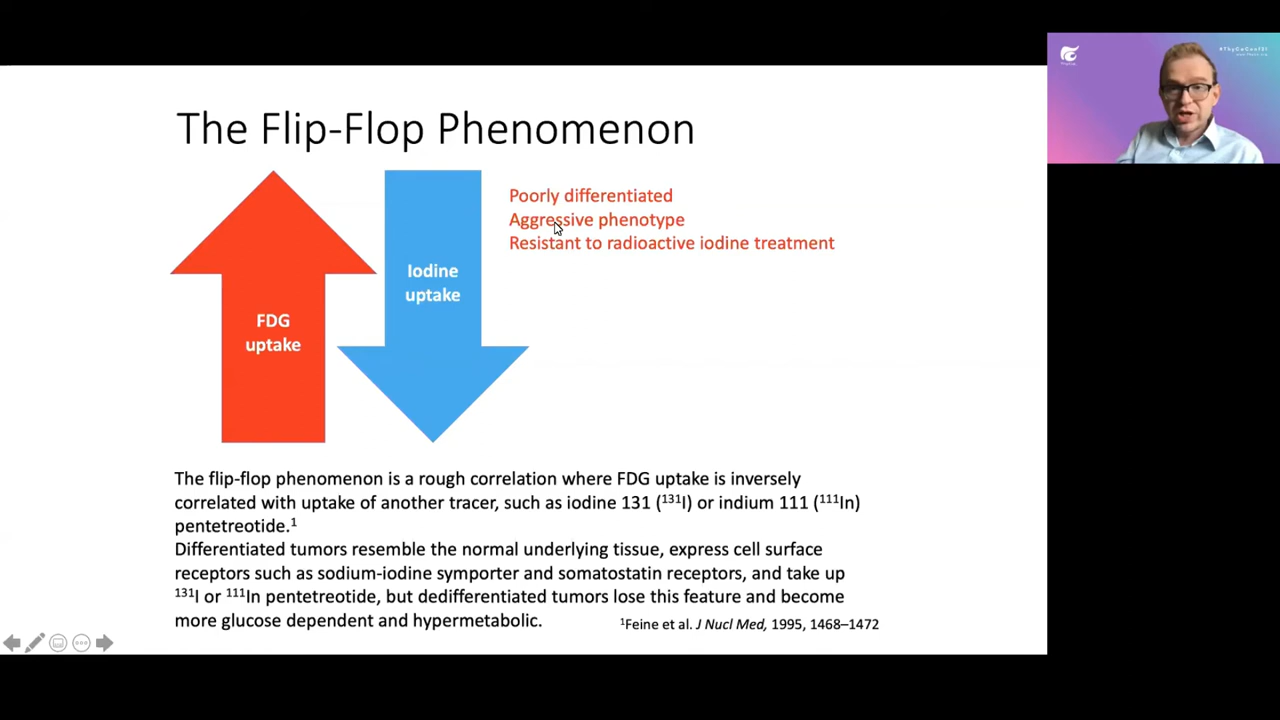 The Flip-Flop Phenomenon
FDG
uptake
Iodine
uptake
Poorly differentiated
Aggressive phenotype
Resistant to radioactive iodine treatment
The flip-flop phenomenon is a rough correlation where FDG uptake is inversely
correlated with uptake of another tracer, such as iodine 131 (¹³¹I) or indium 111 (¹¹¹In)
pentetreotide.¹
Differentiated tumors resemble the normal underlying tissue, express cell surface
receptors such as sodium-iodine symporter and somatostatin receptors, and take up
¹³¹I or ¹¹¹In pentetreotide, but dedifferentiated tumors lose this feature and become
more glucose dependent and hypermetabolic.
¹Feine et al. J Nucl Med, 1995, 1468–1472